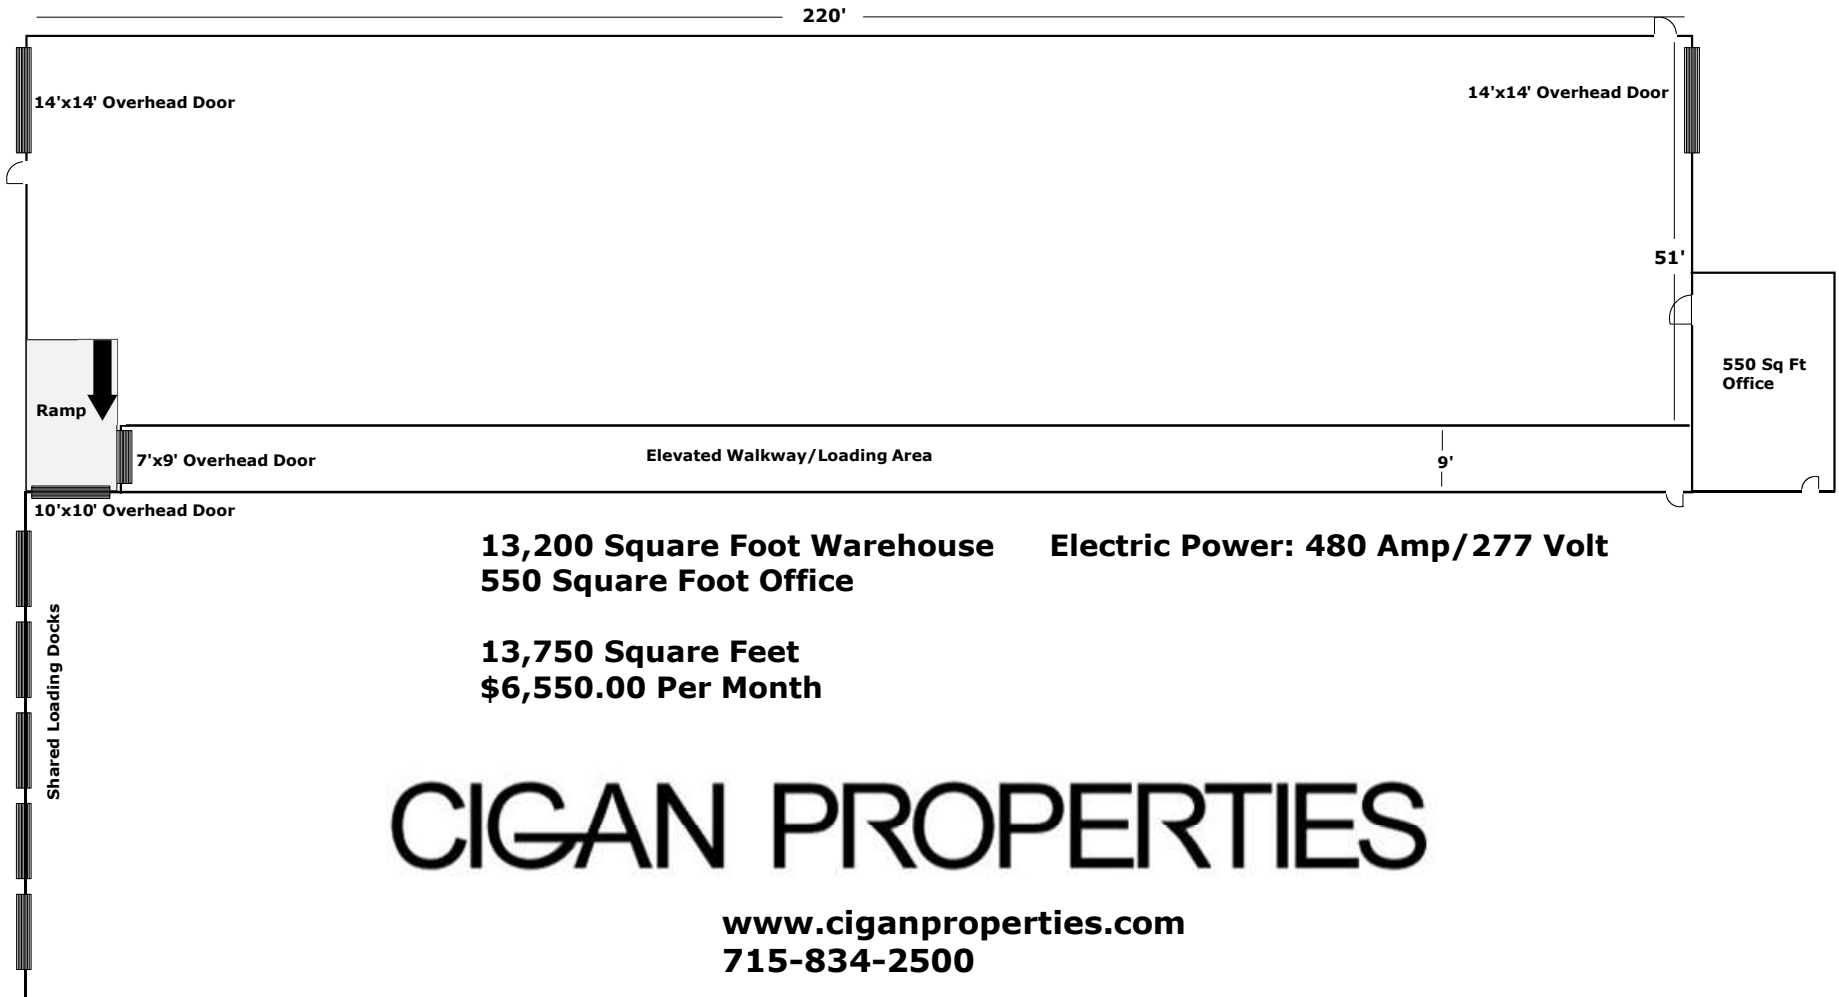 220'
14'x14' Overhead Door
14'x14' Overhead Door
51'
550 Sq Ft
Office
Ramp
7'x9' Overhead Door
Elevated Walkway/Loading Area
9'
10'x10' Overhead Door
Shared Loading Docks
13,200 Square Foot Warehouse
Electric Power: 480 Amp/277 Volt
550 Square Foot Office
13,750 Square Feet
$6,550.00 Per Month
CIGAN PROPERTIES
www.ciganproperties.com
715-834-2500